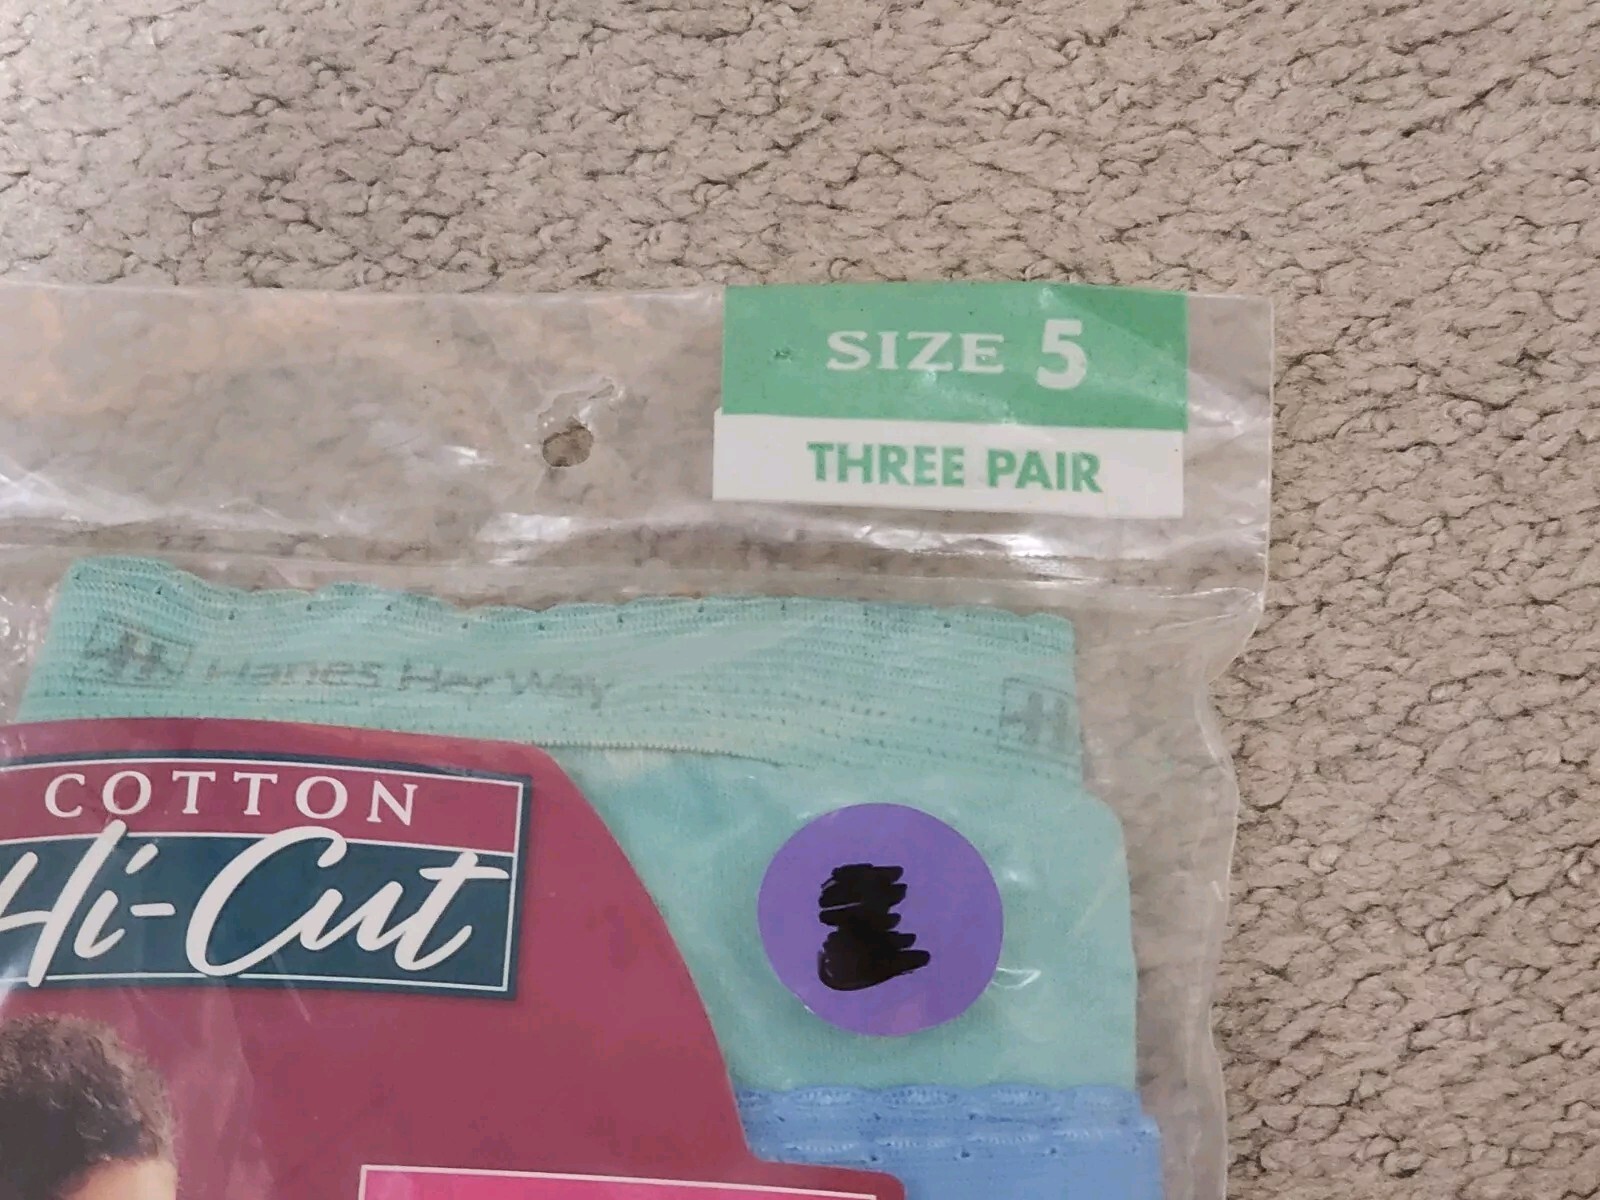 SIZE 5
THREE PAIR
H Hanes Her Way H
COTTON
Hi-Cut